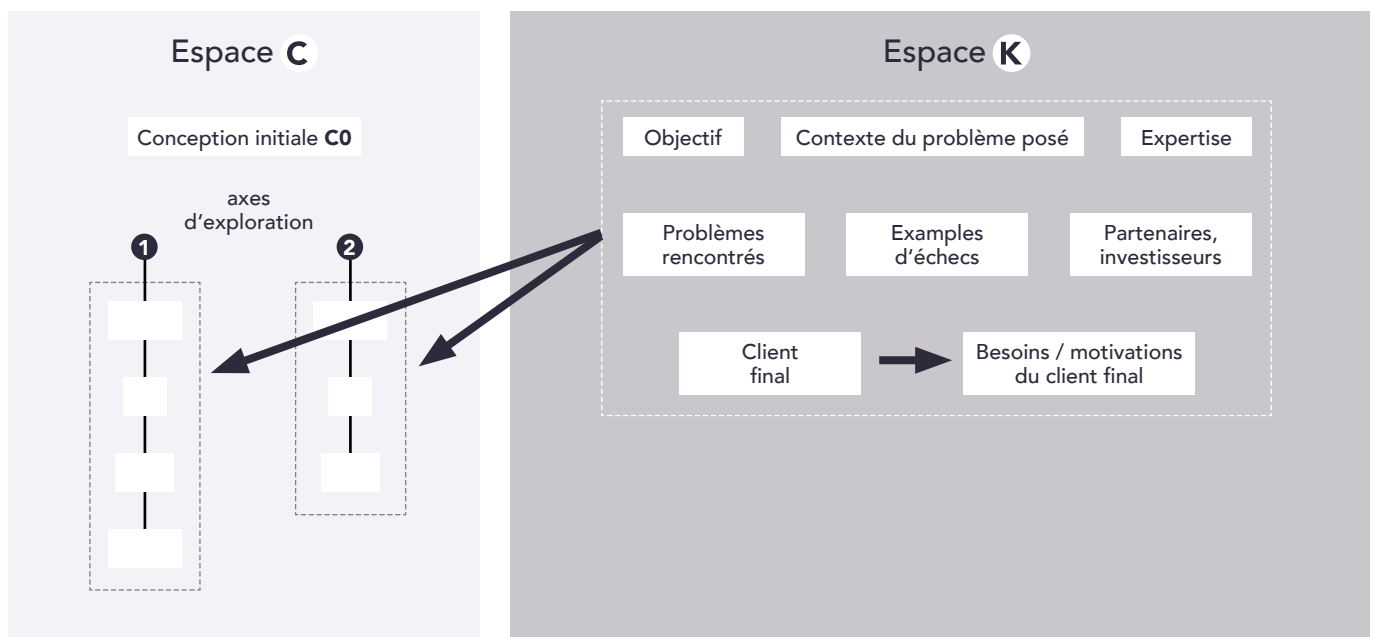 Espace C
Conception initiale C0
axes
d'exploration
1
2
Espace K
Objectif
Contexte du problème posé
Expertise
Problèmes
rencontrés
Examples
d'échecs
Partenaires,
investisseurs
Client
final
Besoins / motivations
du client final